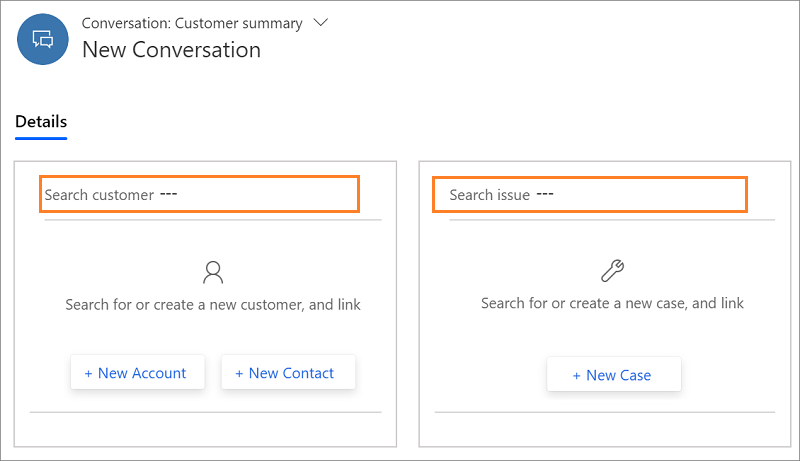 Conversation: Customer summary
New Conversation
Details
Search customer ---
Search for or create a new customer, and link
+ New Account
+ New Contact
Search issue ---
Search for or create a new case, and link
+ New Case